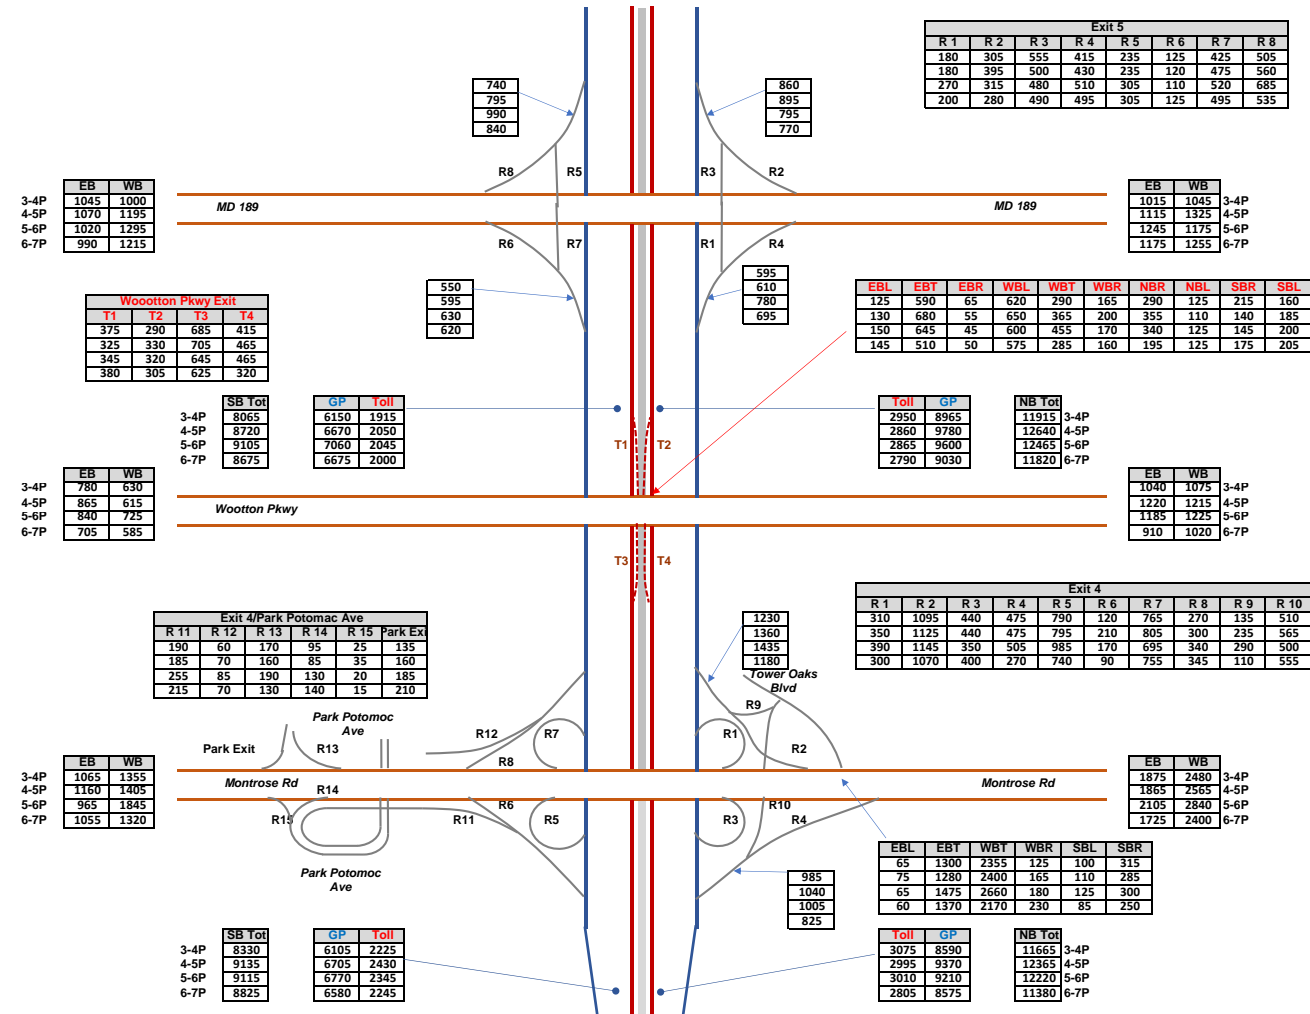 Exit 5
R 1 R 2 R 3 R 4 R 5 R 6 R 7 R 8
180 305 555 415 235 125 425 505
180 395 500 430 235 120 475 560
270 315 480 510 305 110 520 685
200 280 490 495 305 125 495 535
740
795
990
840
860
895
795
770
R8 R5 R3 R2
EB WB
3-4P 1045 1000
4-5P 1070 1195
5-6P 1020 1295
6-7P 990 1215
MD 189
MD 189
EB WB
1015 1045 3-4P
1115 1325 4-5P
1245 1175 5-6P
1175 1255 6-7P
R6 R7 R1 R4
550
595
630
620
595
610
780
695
Woootton Pkwy Exit
T1 T2 T3 T4
375 290 685 415
325 330 705 465
345 320 645 465
380 305 625 320
EBL EBT EBR WBL WBT WBR NBR NBL SBR SBL
125 590 65 620 290 165 290 125 215 160
130 680 55 650 365 200 355 110 140 185
150 645 45 600 455 170 340 125 145 200
145 510 50 575 285 160 195 125 175 205
SB Tot GP Toll
3-4P 8065 6150 1915
4-5P 8720 6670 2050
5-6P 9105 7060 2045
6-7P 8675 6675 2000
Toll GP NB Tot
2950 8965 11915 3-4P
2860 9780 12640 4-5P
2865 9600 12465 5-6P
2790 9030 11820 6-7P
T1 T2
EB WB
3-4P 780 630
4-5P 865 615
5-6P 840 725
6-7P 705 585
Wootton Pkwy
EB WB
1040 1075 3-4P
1220 1215 4-5P
1185 1225 5-6P
910 1020 6-7P
T3 T4
Exit 4
R 1 R 2 R 3 R 4 R 5 R 6 R 7 R 8 R 9 R 10
310 1095 440 475 790 120 765 270 135 510
350 1125 440 475 795 210 805 300 235 565
390 1145 350 505 985 170 695 340 290 500
300 1070 400 270 740 90 755 345 110 555
Exit 4/Park Potomac Ave
R 11 R 12 R 13 R 14 R 15 Park Exi
190 60 170 95 25 135
185 70 160 85 35 160
255 85 190 130 20 185
215 70 130 140 15 210
1230
1360
1435
1180
Tower Oaks
Blvd
R9
Park Potomoc
Ave
Park Exit R13 R12 R7 R8 R1 R2
EB WB
3-4P 1065 1355
4-5P 1160 1405
5-6P 965 1845
6-7P 1055 1320
Montrose Rd
Montrose Rd
EB WB
1875 2480 3-4P
1865 2565 4-5P
2105 2840 5-6P
1725 2400 6-7P
R14 R15 R11 R6 R5 R3 R10 R4
Park Potomoc
Ave
EBL EBT WBT WBR SBL SBR
65 1300 2355 125 100 315
75 1280 2400 165 110 285
65 1475 2660 180 125 300
60 1370 2170 230 85 250
985
1040
1005
825
SB Tot GP Toll
3-4P 8330 6105 2225
4-5P 9135 6705 2430
5-6P 9115 6770 2345
6-7P 8825 6580 2245
Toll GP NB Tot
3075 8590 11665 3-4P
2995 9370 12365 4-5P
3010 9210 12220 5-6P
2805 8575 11380 6-7P